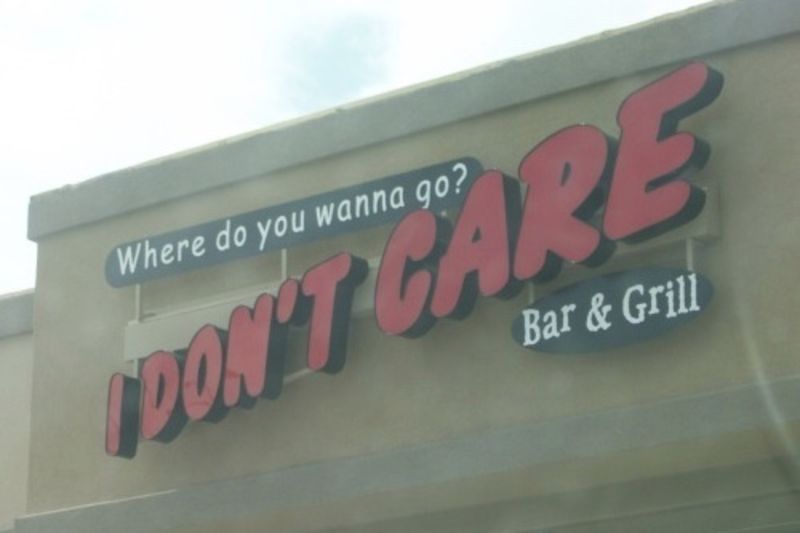 Where do you wanna go?
I DON'T CARE
Bar & Grill